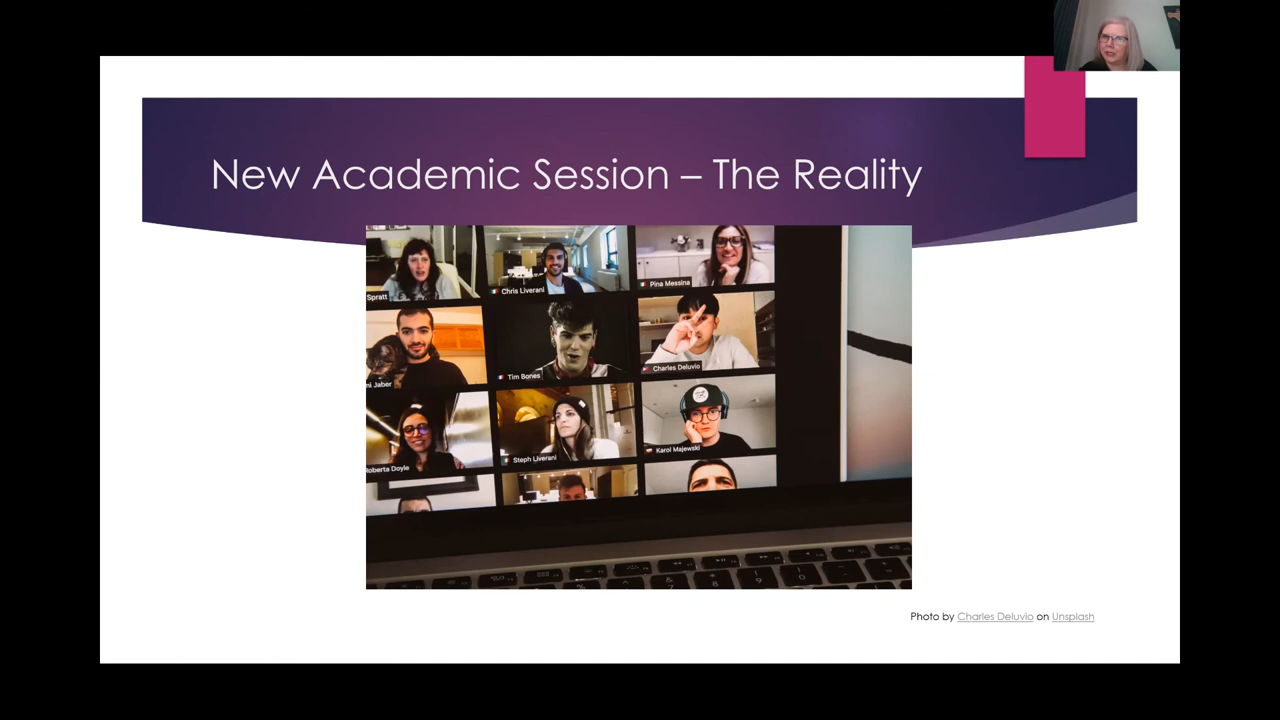 New Academic Session – The Reality
Spratt
Chris Liverani
Pina Messina
ni Jaber
Tim Bones
Charles Deluvio
Roberta Doyle
Steph Liverani
Karol Majewski
Photo by Charles Deluvio on Unsplash